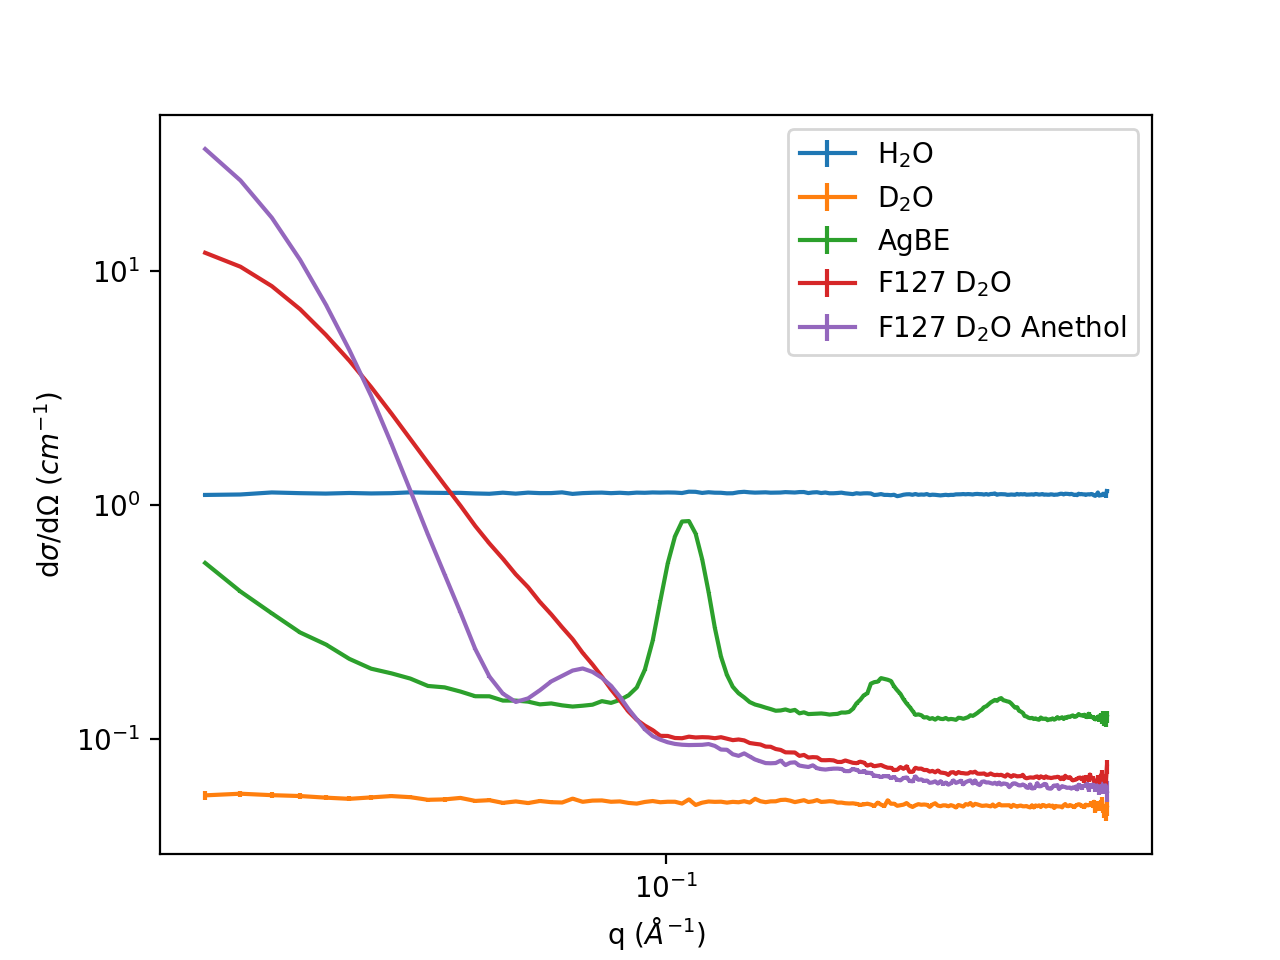 H₂O
D₂O
AgBE
F127 D₂O
F127 D₂O Anethol
10¹
10⁰
10⁻¹
dσ/dΩ (cm⁻¹)
10⁻¹
q (Å⁻¹)